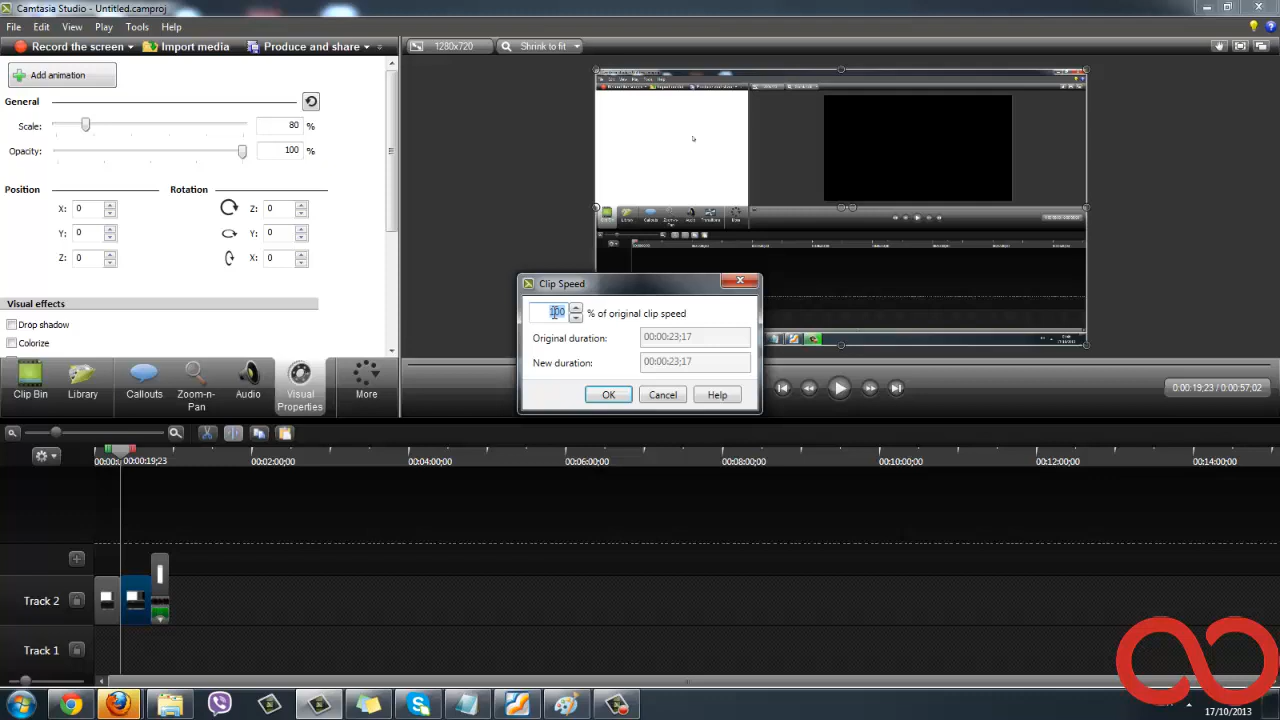 Camtasia Studio - Untitled.camproj
File Edit View Play Tools Help
Record the screen Import media Produce and share
1280x720 Shrink to fit
Add animation
General
Scale: 80 %
Opacity: 100 %
Position Rotation
X: 0 Z: 0
Y: 0 Y: 0
Z: 0 X: 0
Visual effects
Drop shadow
Colorize
Clip Speed
100 % of original clip speed
Original duration: 00:00:23;17
New duration: 00:00:23;17
OK Cancel Help
Clip Bin Library Callouts Zoom-n-Pan Audio Visual Properties More
0:00:19;23 / 0:00:57;02
00:00:19;23 00:02:00;00 00:04:00;00 00:06:00;00 00:08:00;00 00:10:00;00 00:12:00;00 00:14:00;00
Track 2
Track 1
17/10/2013